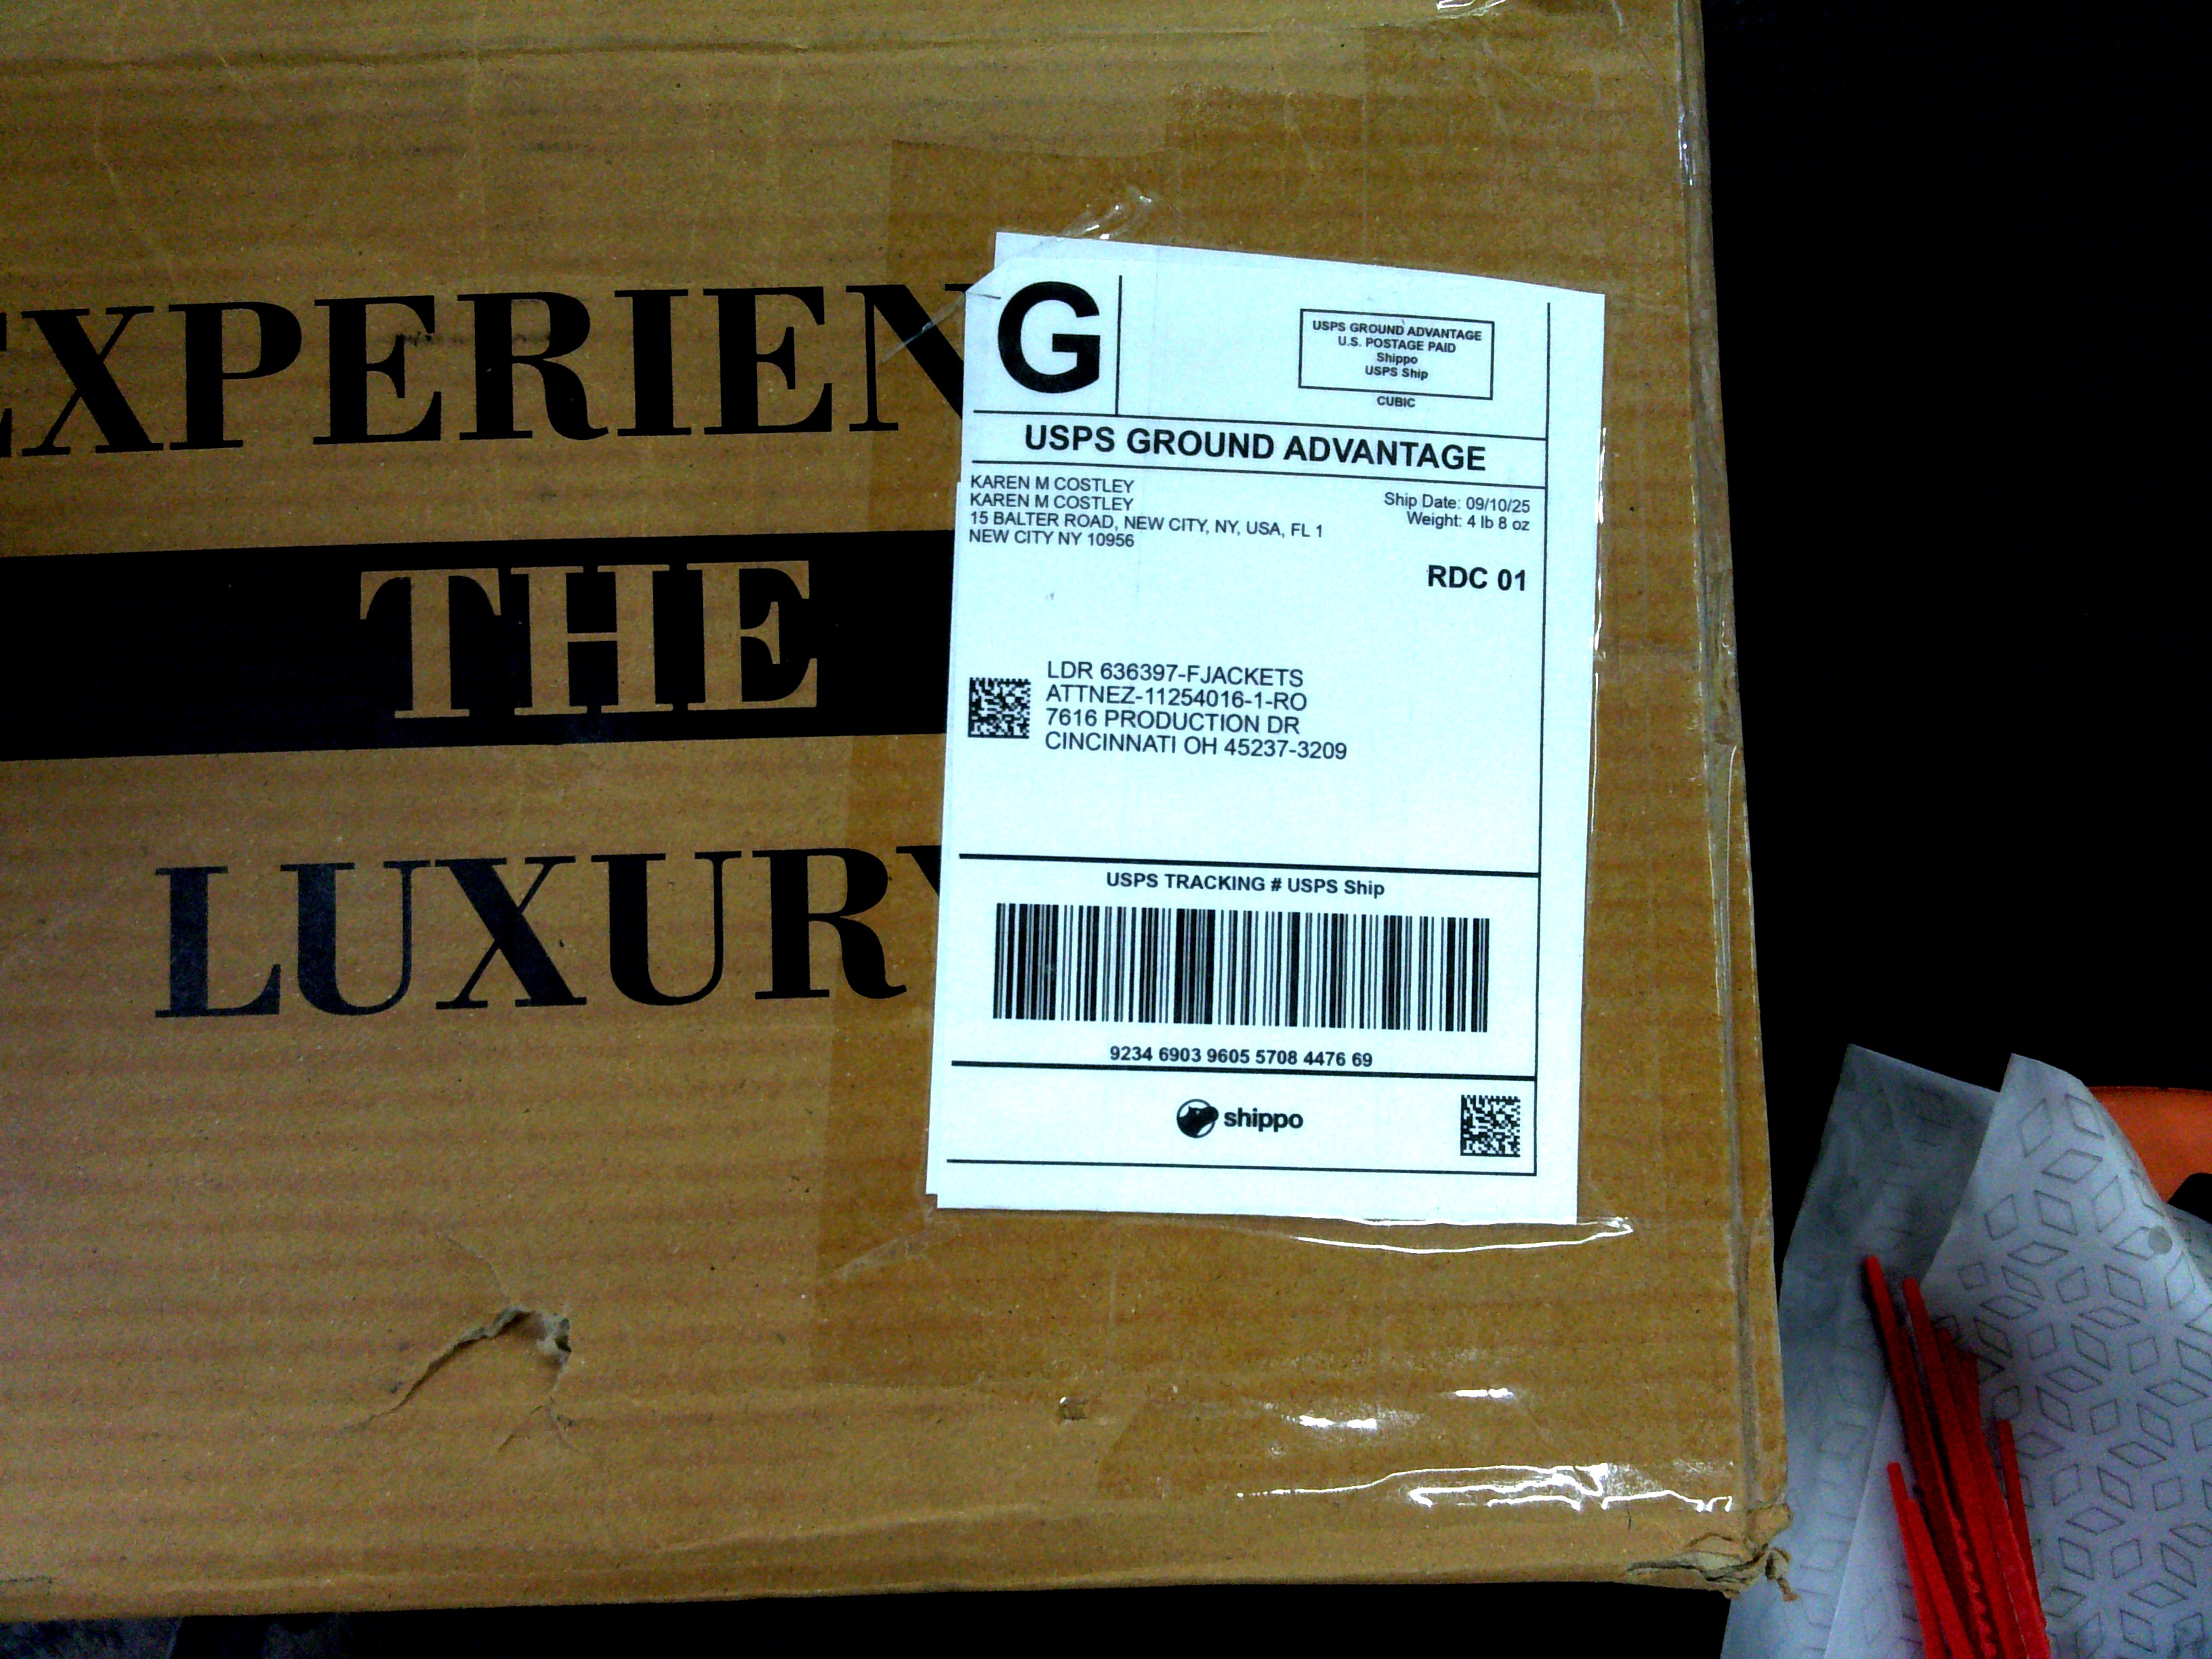 EXPERIEN
THE
LUXURY
G
USPS GROUND ADVANTAGE
U.S. POSTAGE PAID
Shippo
USPS Ship
CUBIC
USPS GROUND ADVANTAGE
KAREN M COSTLEY
KAREN M COSTLEY
15 BALTER ROAD, NEW CITY, NY, USA, FL 1
NEW CITY NY 10956
Ship Date: 09/10/25
Weight: 4 lb 8 oz
RDC 01
LDR 636397-FJACKETS
ATTNEZ-11254016-1-RO
7616 PRODUCTION DR
CINCINNATI OH 45237-3209
USPS TRACKING # USPS Ship
9234 6903 9605 5708 4476 69
shippo